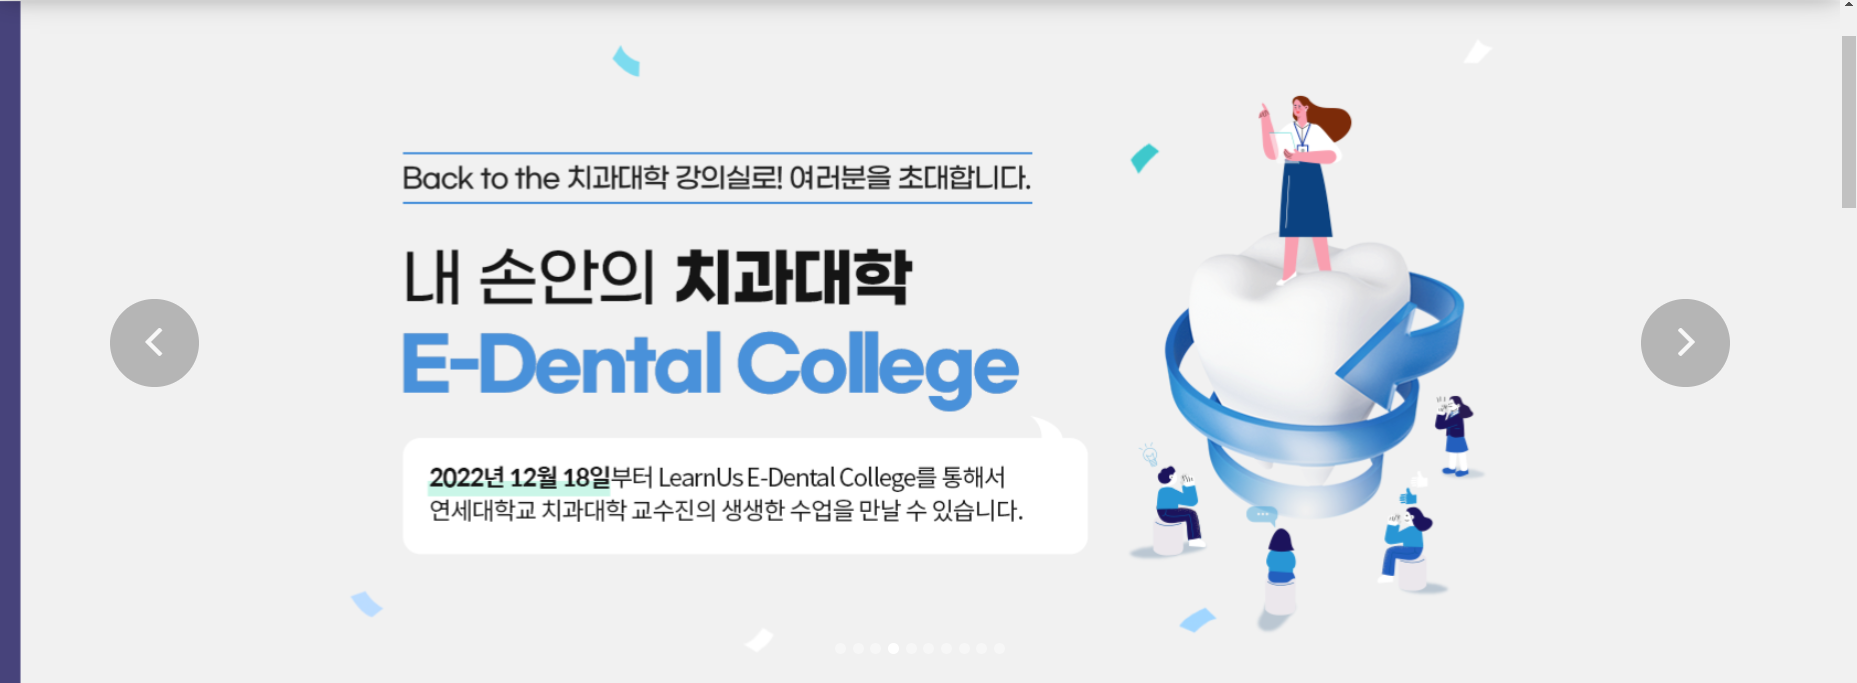 Back to the 치과대학 강의실로! 여러분을 초대합니다.
내 손안의 치과대학
E-Dental College
2022년 12월 18일부터 LearnUs E-Dental College를 통해서
연세대학교 치과대학 교수진의 생생한 수업을 만날 수 있습니다.